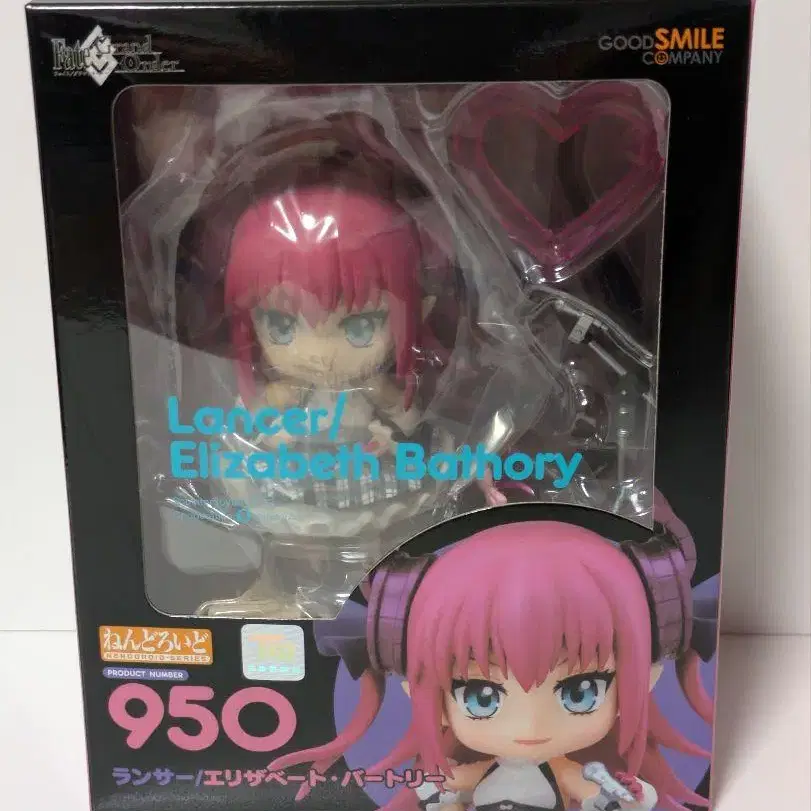 Fate/Grand Order
GOOD SMILE
COMPANY
Lancer/
Elizabeth Bathory
ねんどろいど
NENDOROID SERIES
PRODUCT NUMBER
950
ランサー/エリザベート・バートリー